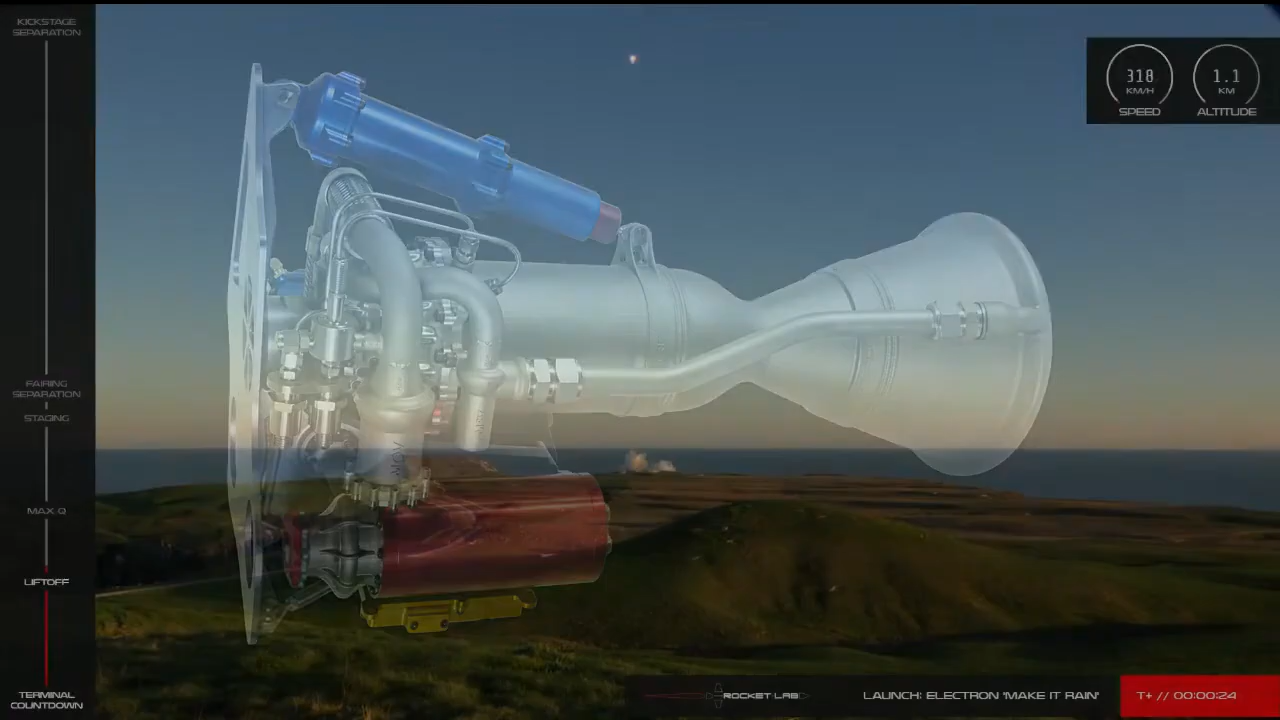 KICKSTAGE
SEPARATION
FAIRING
SEPARATION
STAGING
MAX Q
LIFTOFF
TERMINAL
COUNTDOWN
318
KM/H
SPEED
1.1
KM
ALTITUDE
MOV
ROCKET LAB
LAUNCH: ELECTRON 'MAKE IT RAIN'
T+ // 00:00:24